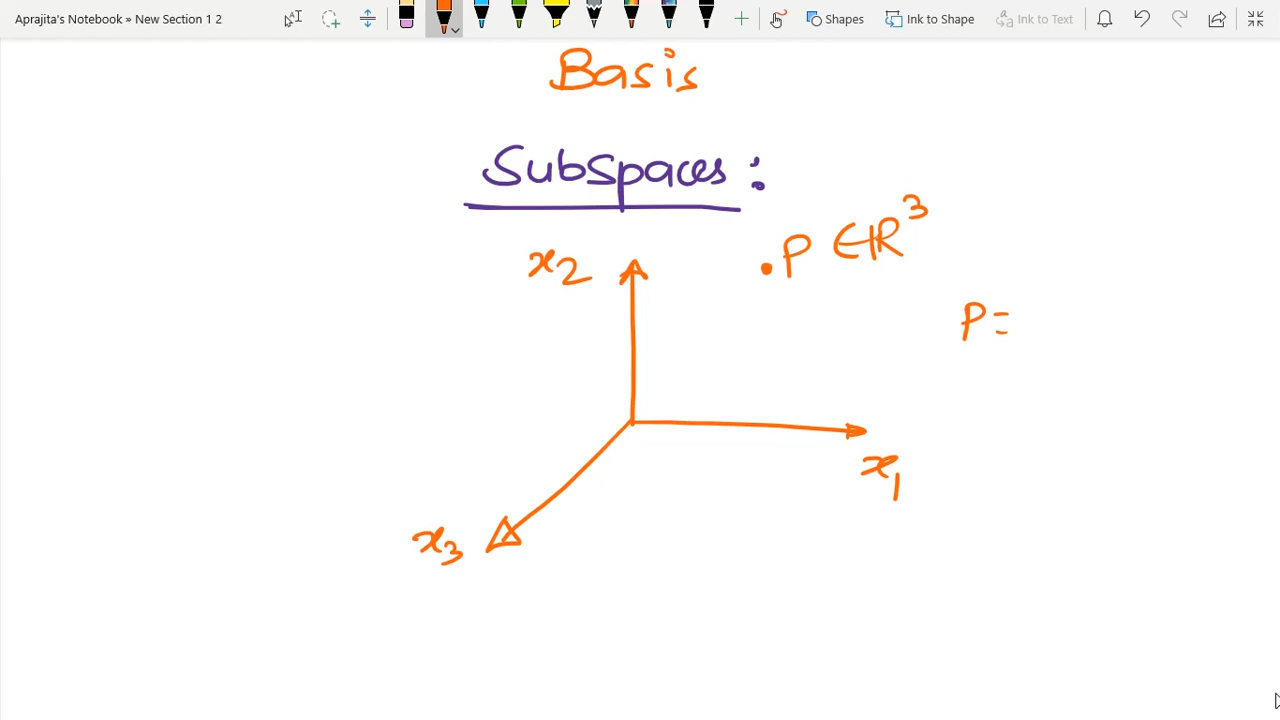 Aprajita's Notebook » New Section 1 2
Shapes
Ink to Shape
Ink to Text
Basis
Subspaces:
x2
.P ∈ ℝ³
P=
x1
x3